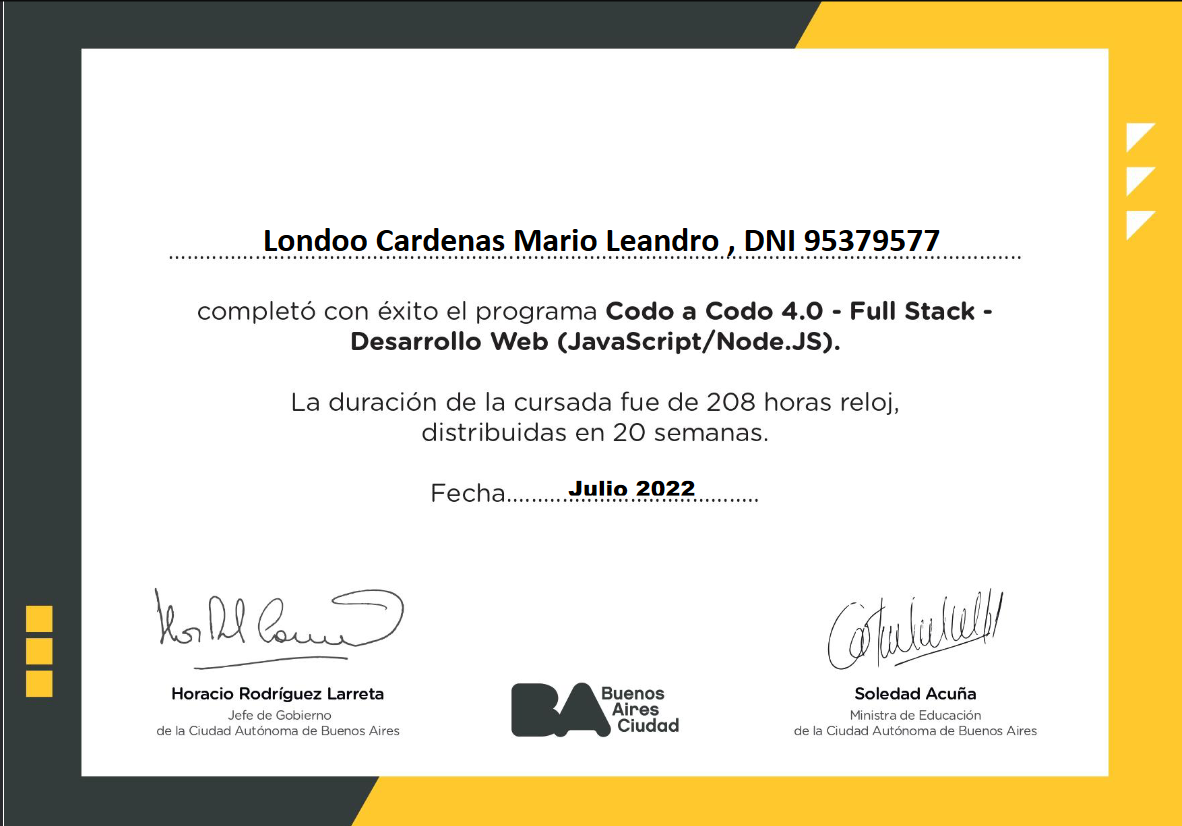 Londoo Cardenas Mario Leandro , DNI 95379577
completó con éxito el programa Codo a Codo 4.0 - Full Stack -
Desarrollo Web (JavaScript/Node.JS).
La duración de la cursada fue de 208 horas reloj,
distribuidas en 20 semanas.
Fecha.........Julio 2022..........
Horacio Rodríguez Larreta
Jefe de Gobierno
de la Ciudad Autónoma de Buenos Aires
BA
Buenos
Aires
Ciudad
Soledad Acuña
Ministra de Educación
de la Ciudad Autónoma de Buenos Aires